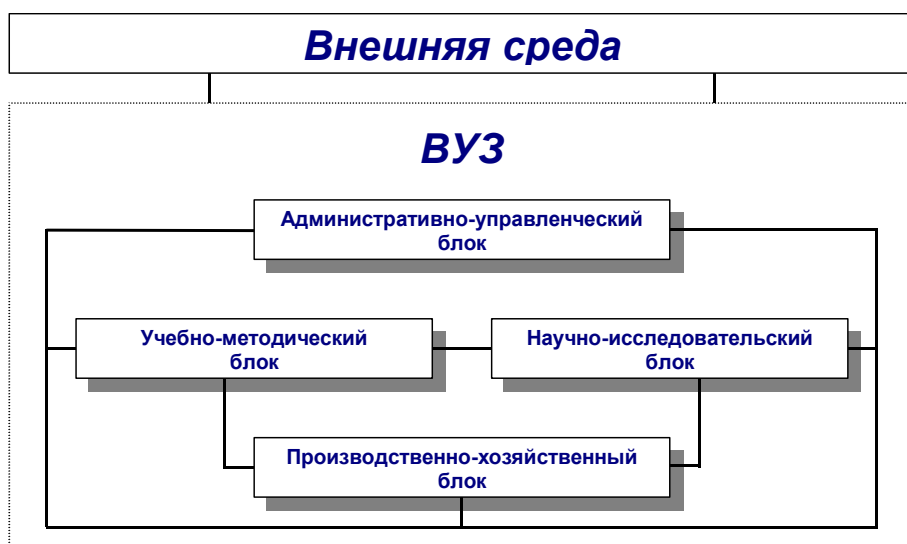 Внешняя среда
ВУЗ
Административно-управленческий
блок
Учебно-методический
блок
Научно-исследовательский
блок
Производственно-хозяйственный
блок